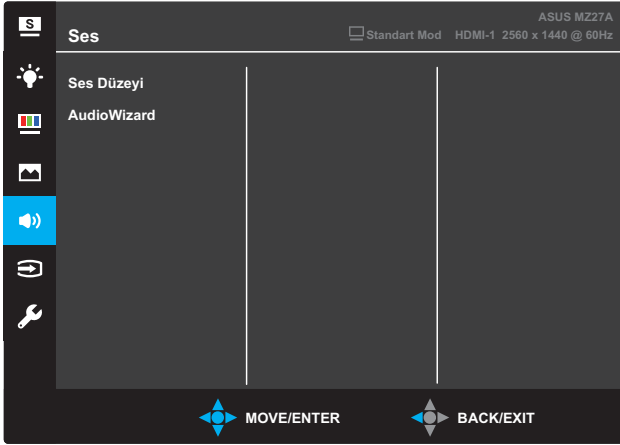 S
ASUS MZ27A
Ses
Standart Mod HDMI-1 2560 x 1440 @ 60Hz
Ses Düzeyi
AudioWizard
MOVE/ENTER
BACK/EXIT